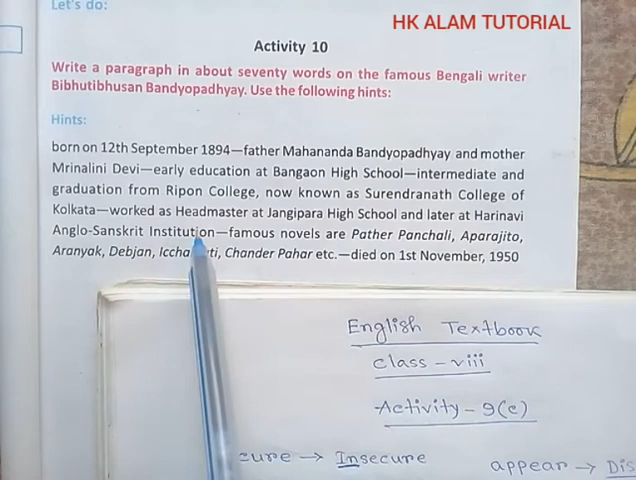 Let's do:
HK ALAM TUTORIAL
Activity 10
Write a paragraph in about seventy words on the famous Bengali writer
Bibhutibhusan Bandyopadhyay. Use the following hints:
Hints:
born on 12th September 1894—father Mahananda Bandyopadhyay and mother
Mrinalini Devi—early education at Bangaon High School—intermediate and
graduation from Ripon College, now known as Surendranath College of
Kolkata—worked as Headmaster at Jangipara High School and later at Harinavi
Anglo-Sanskrit Institution—famous novels are Pather Panchali, Aparajito,
Aranyak, Debjan, Chander Pahar etc.—died on 1st November, 1950
English Textbook
class - viii
Activity - 9(c)
cure → Insecure
appear → Dis